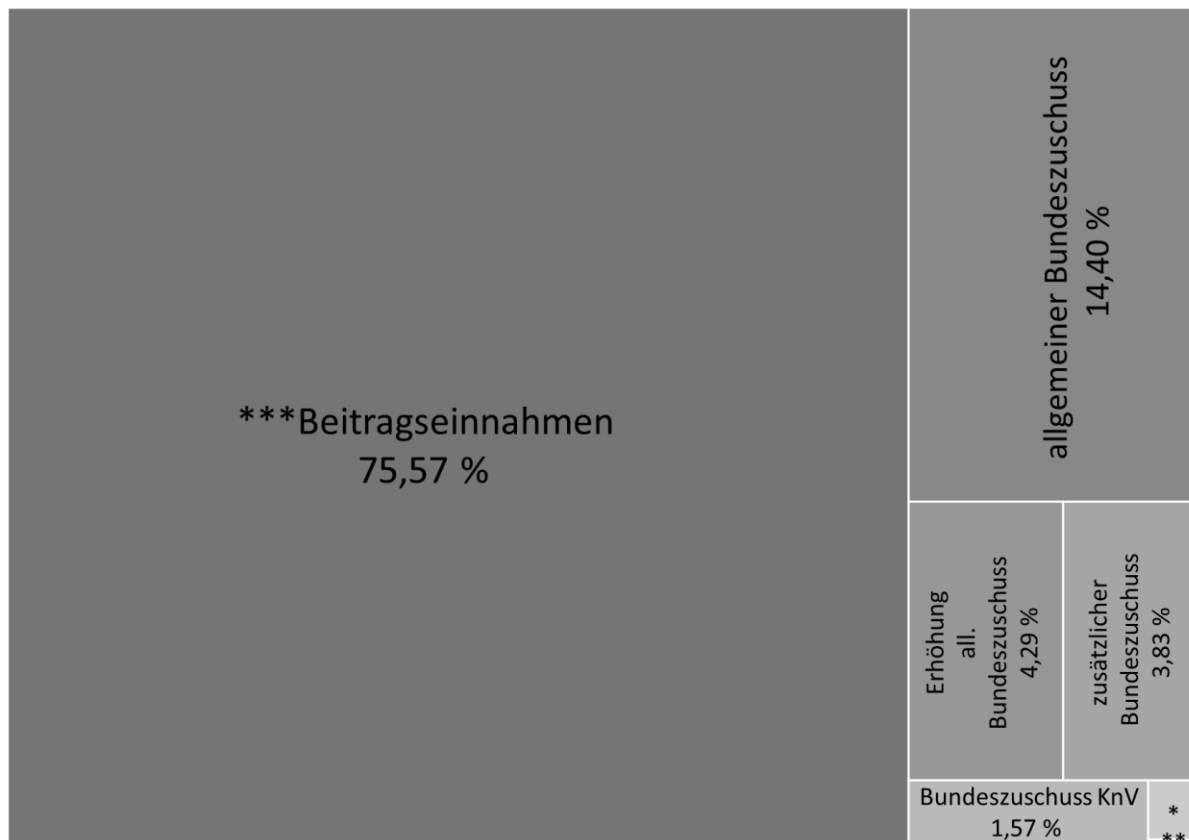 ***Beitragseinnahmen
75,57 %
allgemeiner Bundeszuschuss
14,40 %
Erhöhung
all.
Bundeszuschuss
4,29 %
zusätzlicher
Bundeszuschuss
3,83 %
Bundeszuschuss KnV
1,57 %
*
**